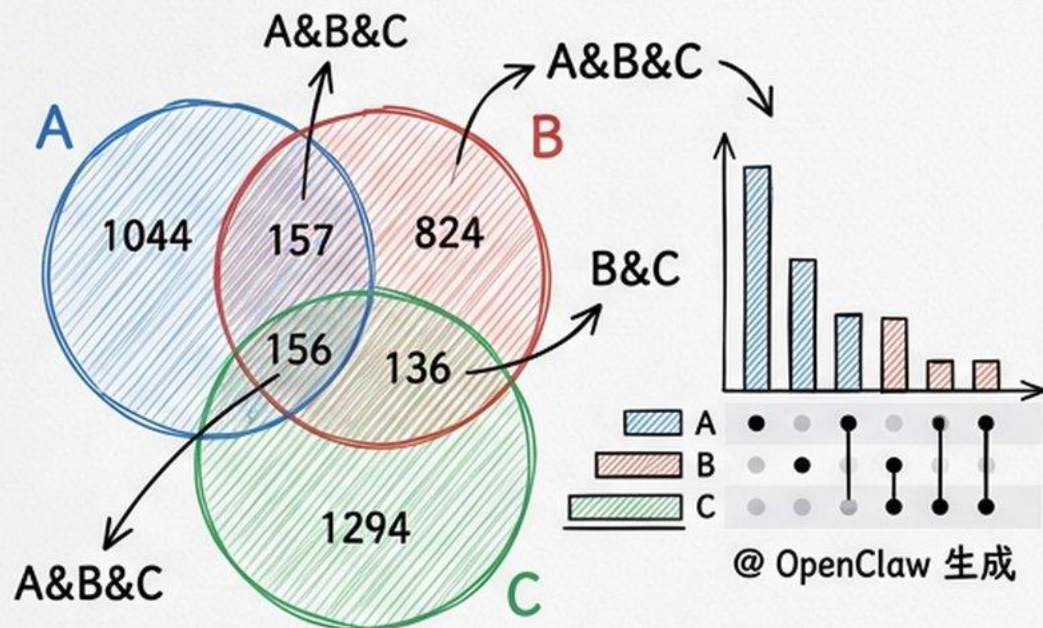 A&B&C
A&B&C
A
B
1044
157
824
B&C
156
136
1294
A&B&C
C
A
B
C
@ OpenClaw 生成